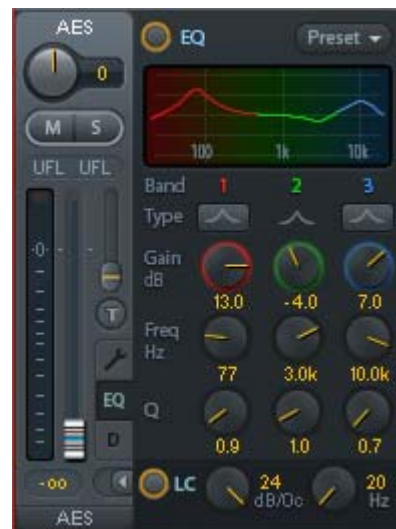 AES
EQ
Preset
0
M S
UFL UFL
100 1k 10k
Band 1 2 3
Type
-0-
Gain
dB
13.0 -4.0 7.0
T
Freq
Hz
77 3.0k 10.0k
EQ
Q
D
0.9 1.0 0.7
-oo
LC
24
dB/Oc
20
Hz
AES